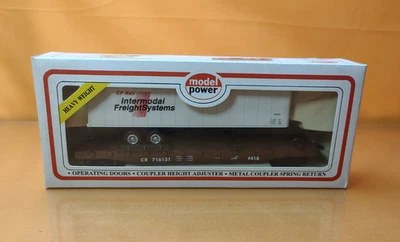 model
power
HEAVY WEIGHT
CP Rail
Intermodal
FreightSystems
CR 716131
F41B
• OPERATING DOORS • COUPLER HEIGHT ADJUSTER • METAL COUPLER SPRING RETURN •